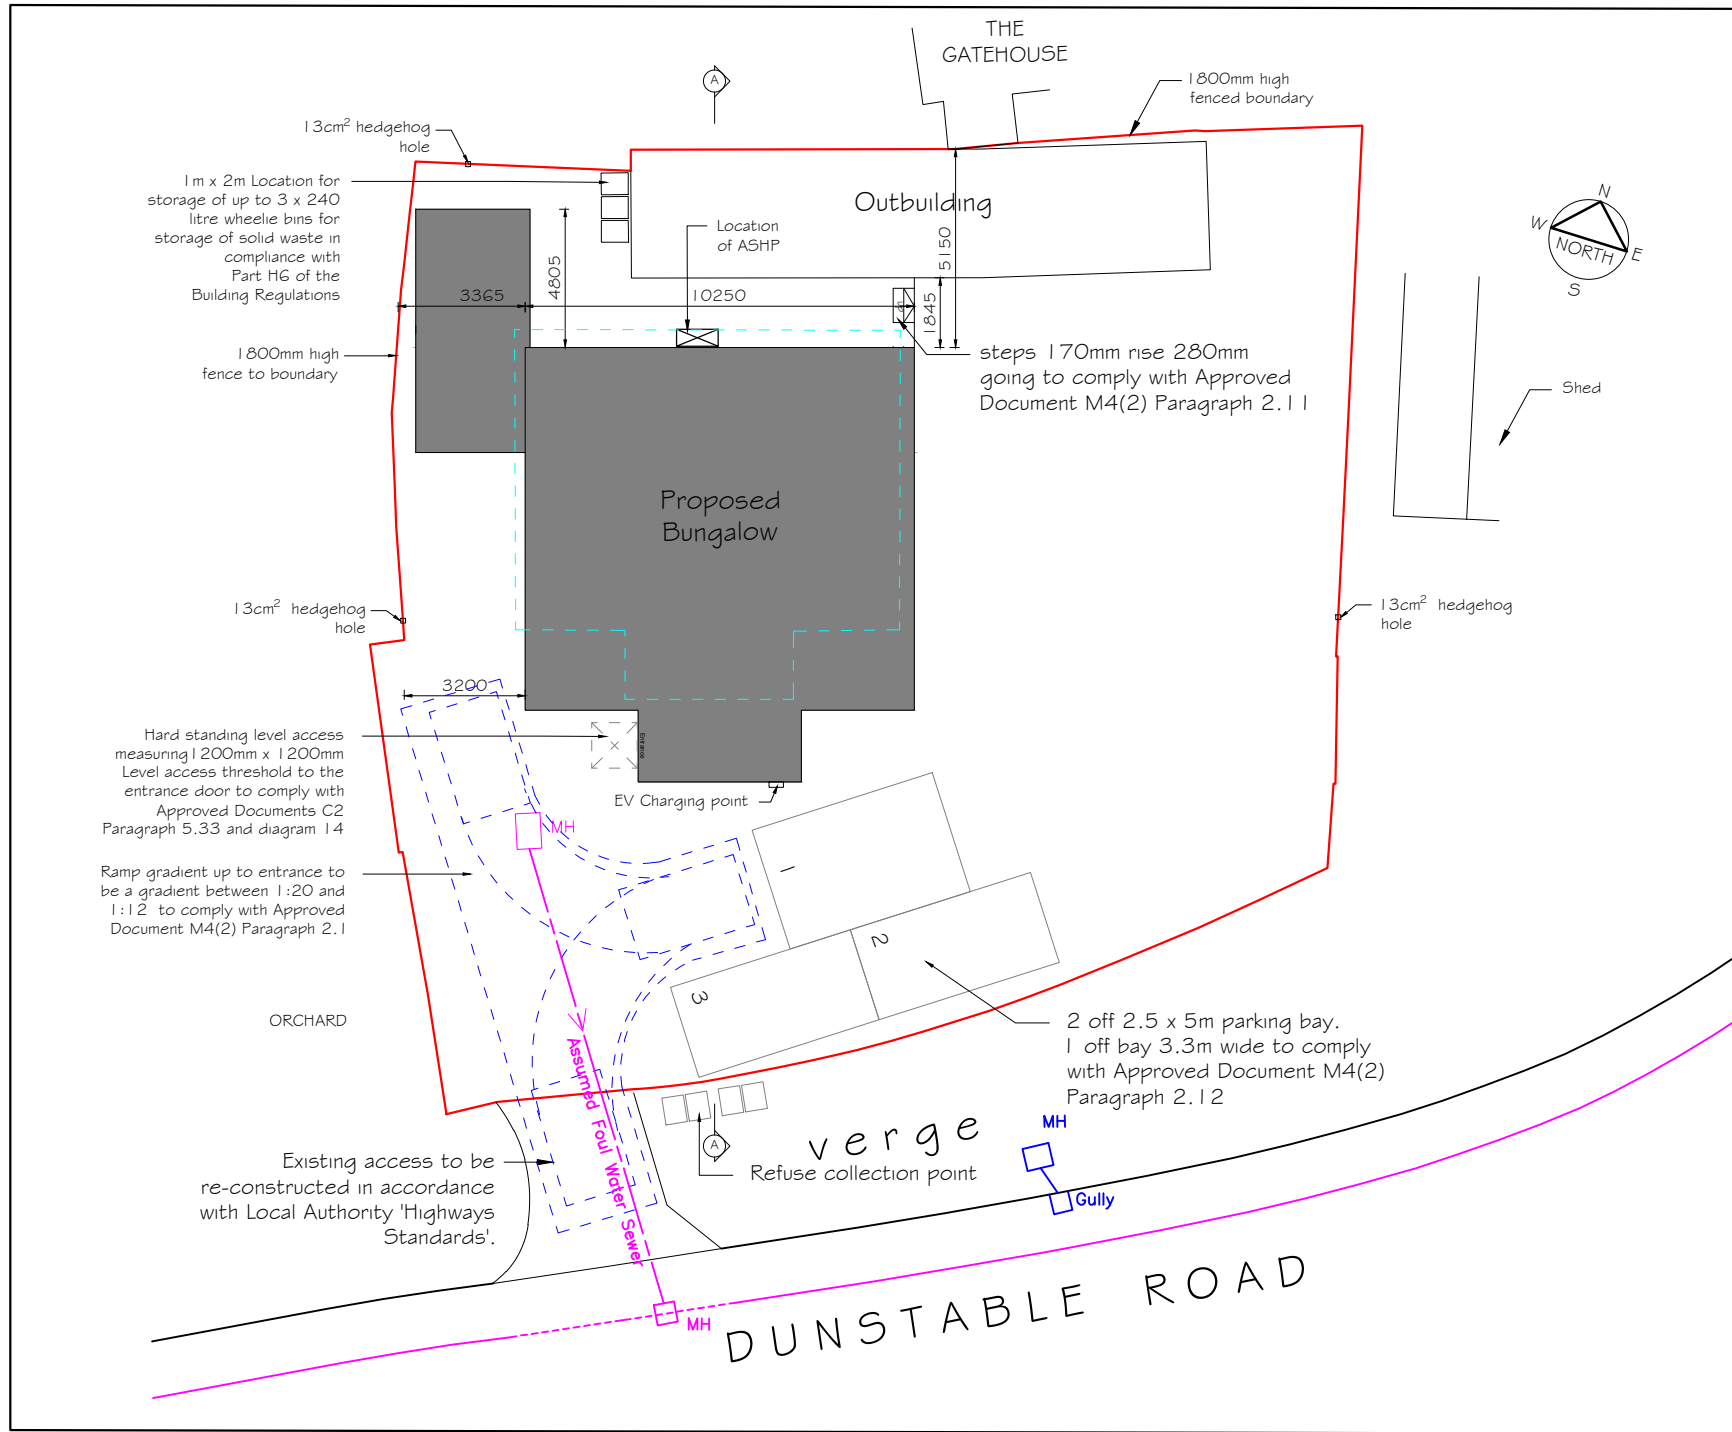 THE
GATEHOUSE
A
1800mm high
fenced boundary
13cm² hedgehog
hole
1m x 2m Location for
storage of up to 3 x 240
litre wheelie bins for
storage of solid waste in
compliance with
Part H6 of the
Building Regulations
Outbuilding
Location
of ASHP
N
W
E
NORTH
S
4805
5150
3365
10250
1845
1800mm high
fence to boundary
steps 170mm rise 280mm
going to comply with Approved
Document M4(2) Paragraph 2.11
Shed
Proposed
Bungalow
13cm² hedgehog
hole
13cm² hedgehog
hole
3200
Hard standing level access
measuring1200mm x 1200mm
Level access threshold to the
entrance door to comply with
Approved Documents C2
Paragraph 5.33 and diagram 14
Entrance
EV Charging point
MH
Ramp gradient up to entrance to
be a gradient between 1:20 and
1:12 to comply with Approved
Document M4(2) Paragraph 2.1
1
2
3
ORCHARD
2 off 2.5 x 5m parking bay.
1 off bay 3.3m wide to comply
with Approved Document M4(2)
Paragraph 2.12
Assumed Foul Water Sewer
A
verge
Refuse collection point
MH
Gully
Existing access to be
re-constructed in accordance
with Local Authority 'Highways
Standards'.
MH
DUNSTABLE ROAD